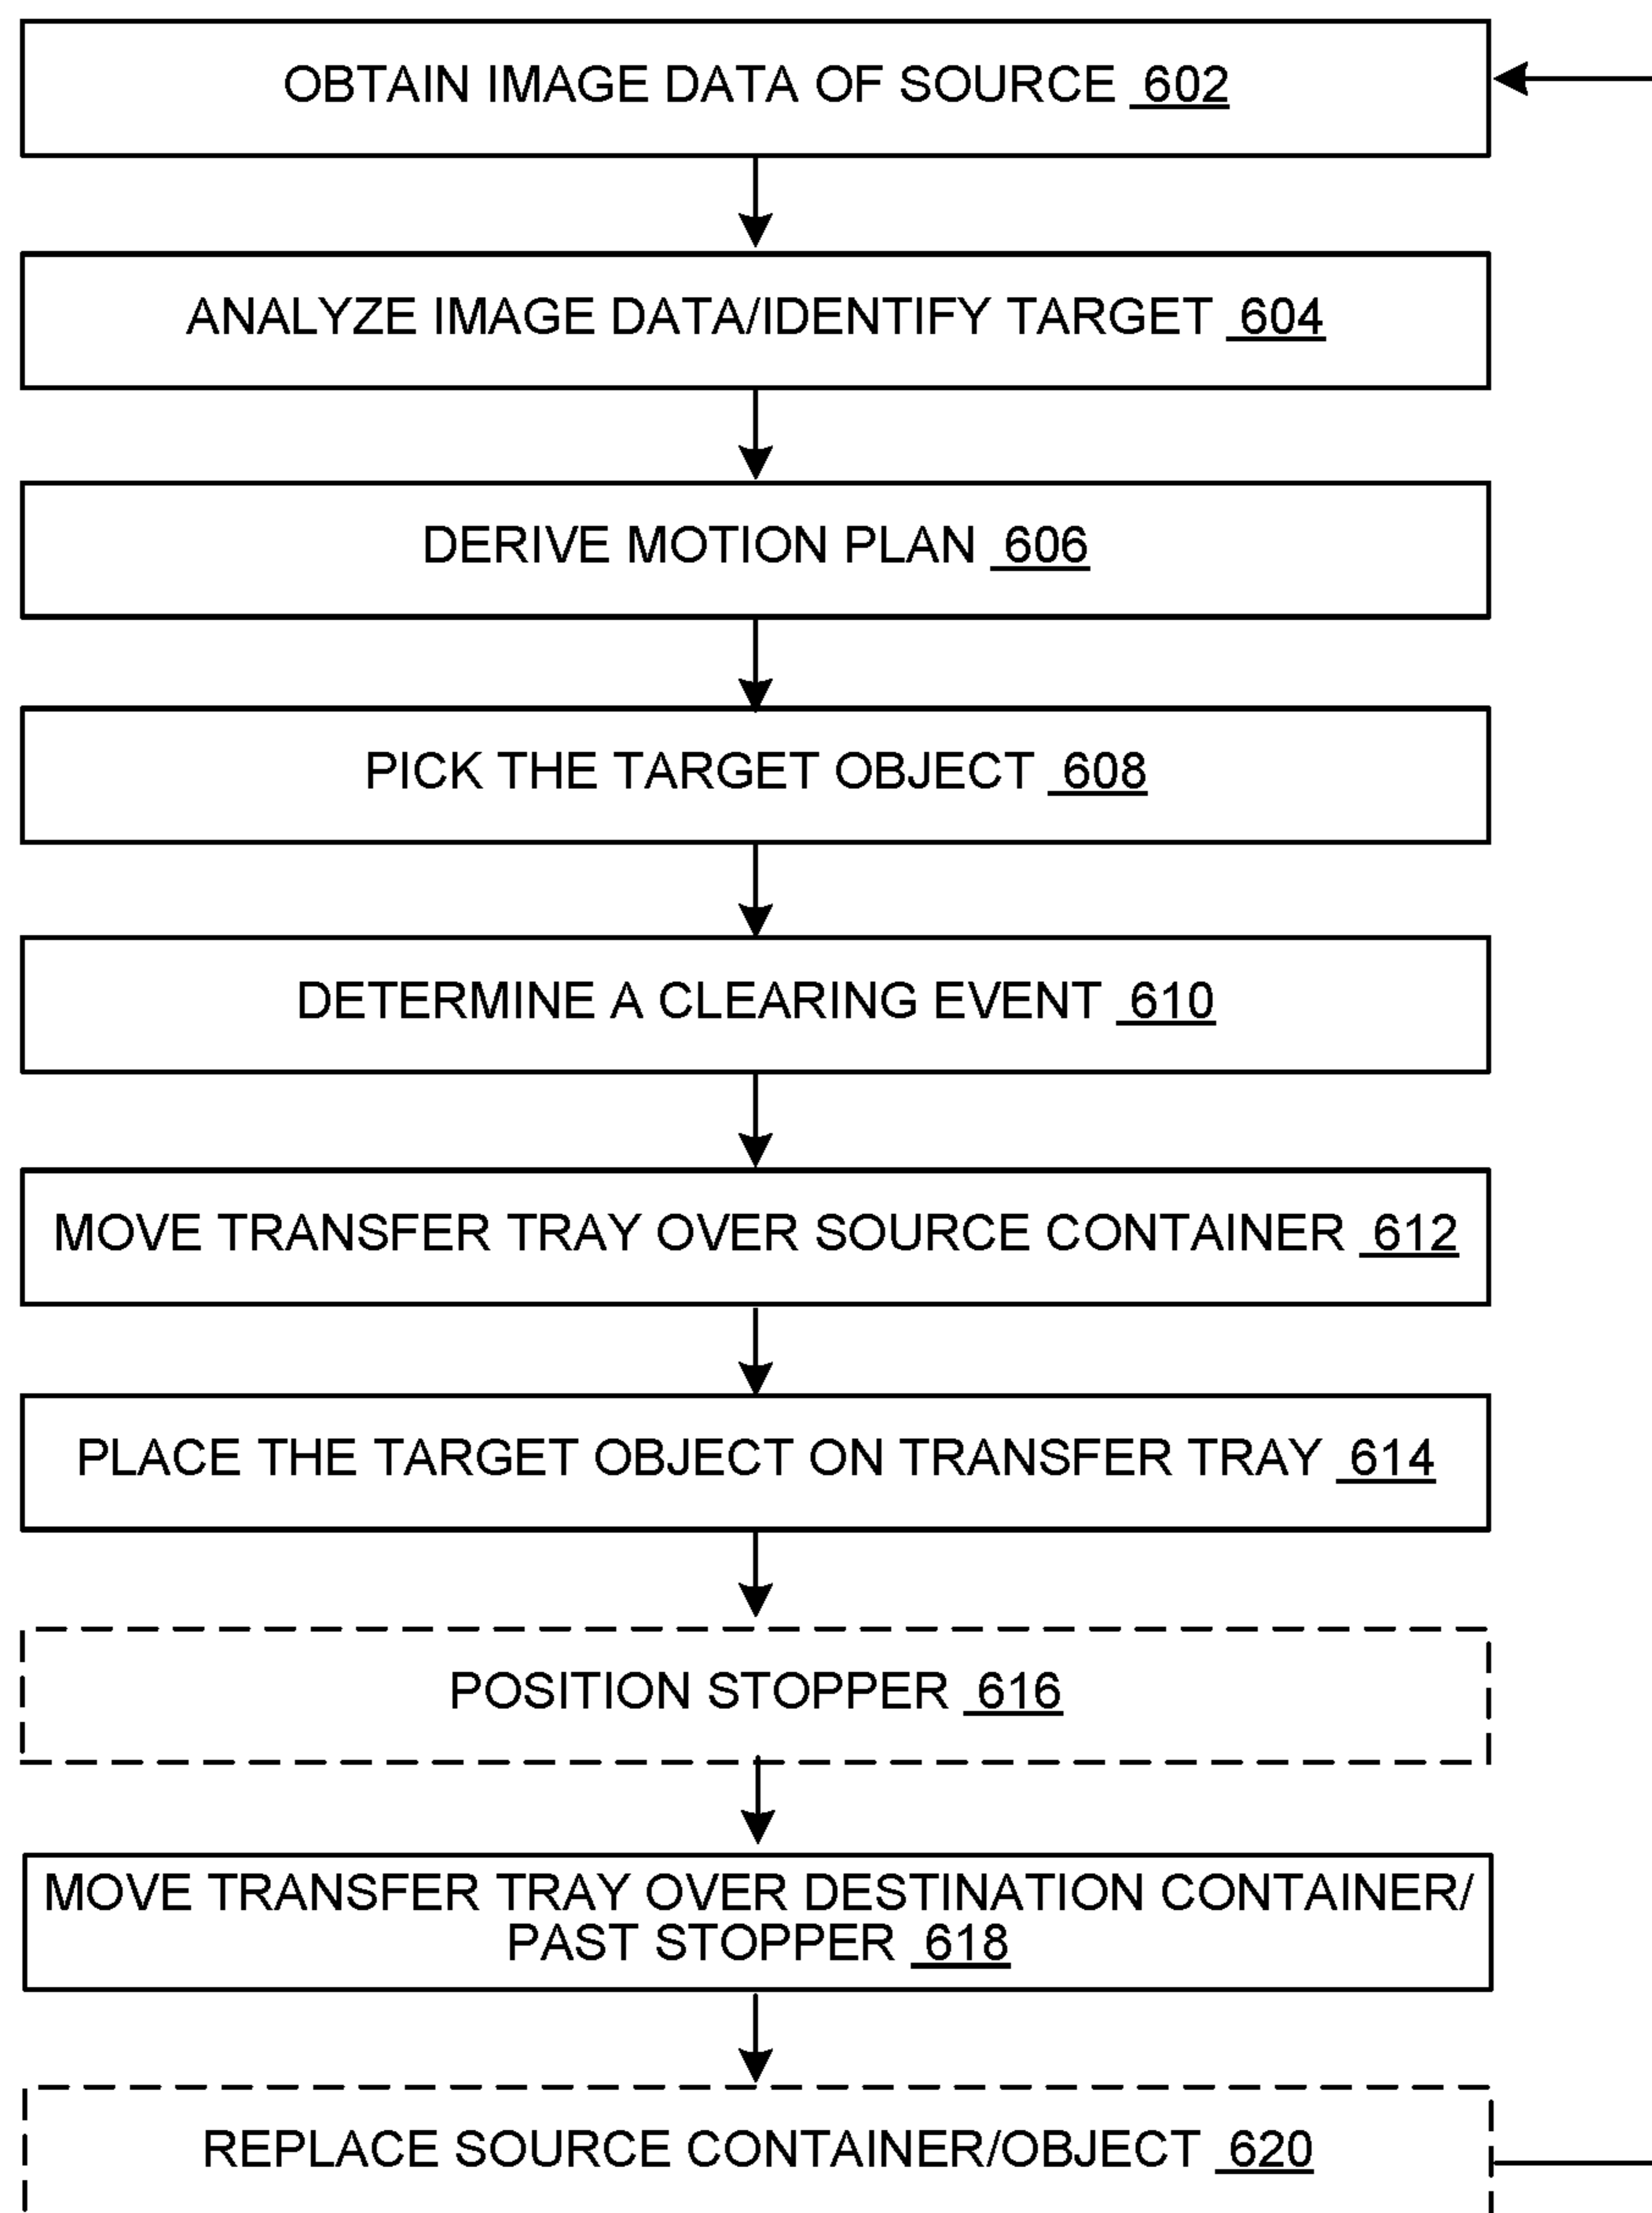 OBTAIN IMAGE DATA OF SOURCE 602
ANALYZE IMAGE DATA/IDENTIFY TARGET 604
DERIVE MOTION PLAN 606
PICK THE TARGET OBJECT 608
DETERMINE A CLEARING EVENT 610
MOVE TRANSFER TRAY OVER SOURCE CONTAINER 612
PLACE THE TARGET OBJECT ON TRANSFER TRAY 614
POSITION STOPPER 616
MOVE TRANSFER TRAY OVER DESTINATION CONTAINER/
PAST STOPPER 618
REPLACE SOURCE CONTAINER/OBJECT 620